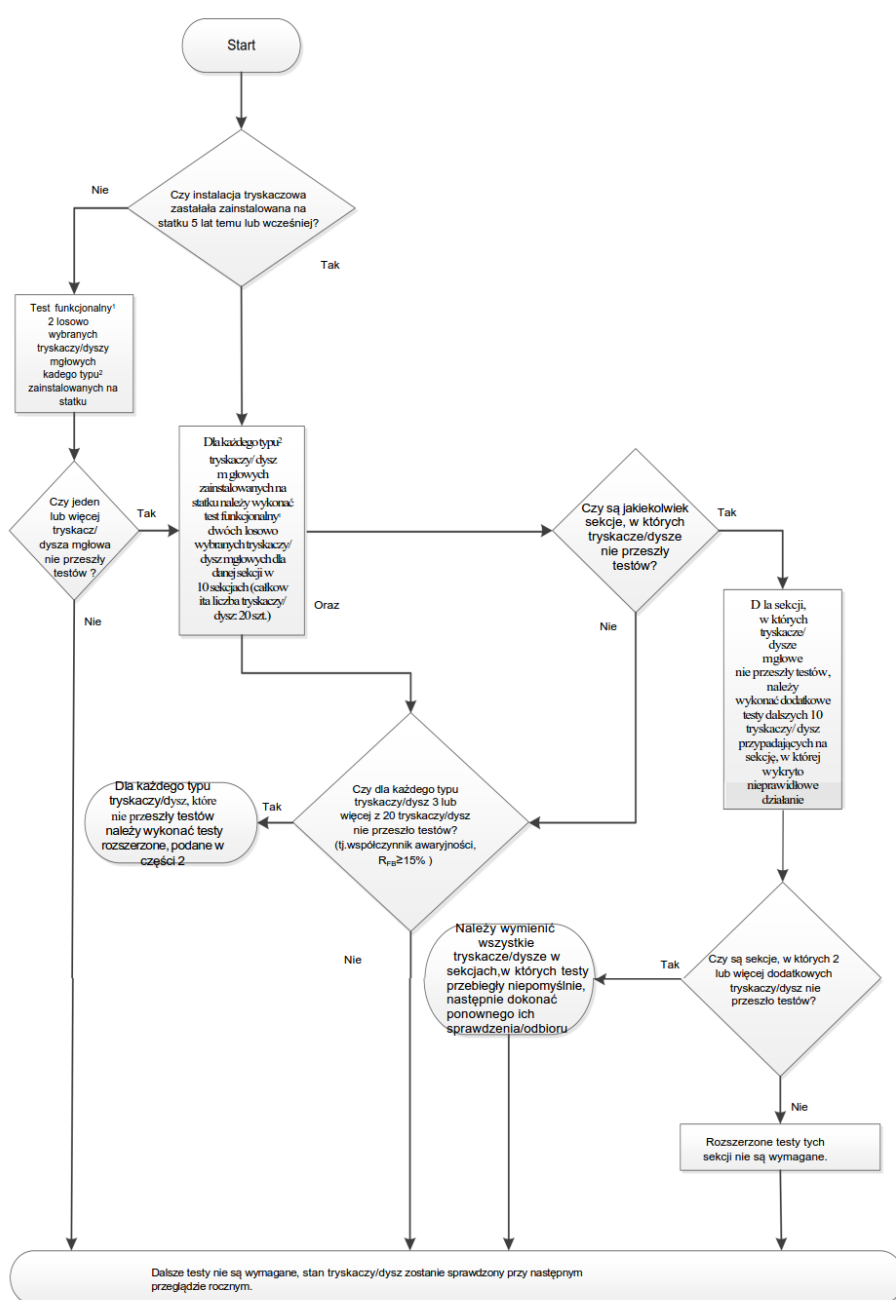 Start
Nie
Czy instalacja tryskaczowa
zastałała zainstalowana na
statku 5 lat temu lub wcześniej?
Tak
Test funkcjonalny¹
2 losowo
wybranych
tryskaczy/dyszy
mgłowych
kadego typu²
zainstalowanych na
statku
Czy jeden
lub więcej
tryskacz/
dysza mgłowa
nie przeszły
testów ?
Tak
Nie
Dla każdego typu²
tryskaczy/ dysz
m głowych
zainstalowanych na
statku należy wykonać
test funkcjonalny¹
dwóch losowo
wybranych tryskaczy/
dysz mgłowych dla
danej sekcji w
10 sekcjach (całkow
ita liczba tryskaczy/
dysz: 20 szt.)
Oraz
Czy są jakiekolwiek
sekcje, w których
tryskacze/dysze
nie przeszły
testów?
Tak
Nie
D la sekcji,
w których
tryskacze/
dysze
mgłowe
nie przeszły testów,
należy
wykonać dodatkowe
testy dalszych 10
tryskaczy/ dysz
przypadających na
sekcję, w której
wykryto
nieprawidłowe
działanie
Czy dla każdego typu
tryskaczy/dysz 3 lub
więcej z 20 tryskaczy/dysz
nie przeszło testów?
(tj.współczynnik awaryjności,
RFB≥15% )
Tak
Nie
Dla każdego typu
tryskaczy/dysz, które
nie przeszły testów
należy wykonać testy
rozszerzone, podane w
części 2
Czy są sekcje, w których 2
lub więcej dodatkowych
tryskaczy/dysz nie
przeszło testów?
Tak
Nie
Należy wymienić
wszystkie
tryskacze/dysze w
sekcjach,w których testy
przebiegły niepomyślnie,
następnie dokonać
ponownego ich
sprawdzenia/odbioru
Rozszerzone testy tych
sekcji nie są wymagane.
Dalsze testy nie są wymagane, stan tryskaczy/dysz zostanie sprawdzony przy następnym
przeglądzie rocznym.